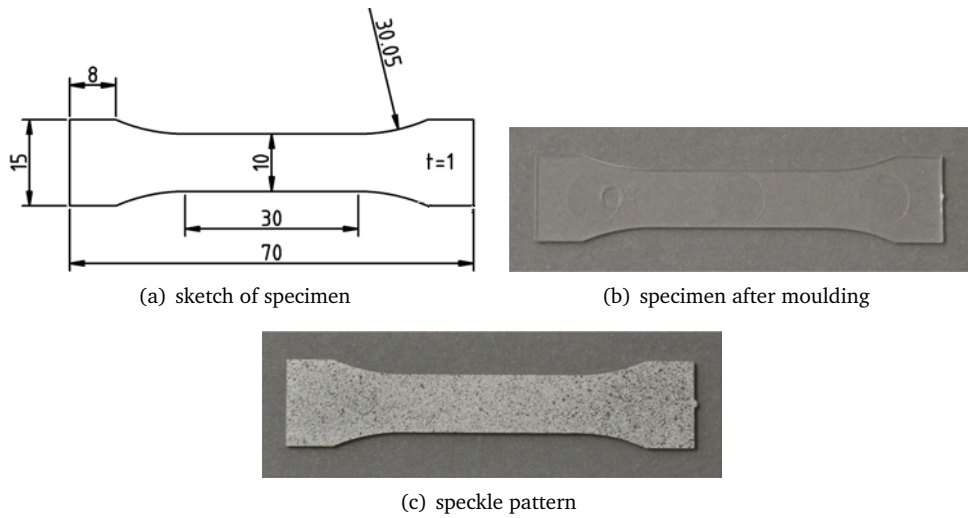 30.05
8
15
10
t=1
30
70
(a) sketch of specimen
(b) specimen after moulding
(c) speckle pattern